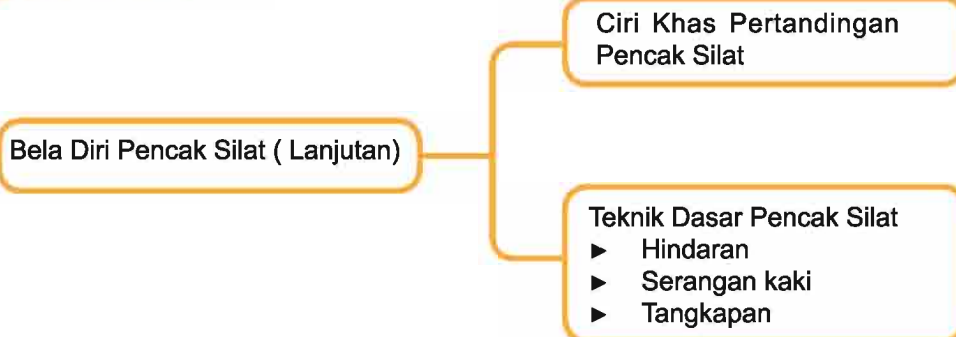 Ciri Khas Pertandingan
Pencak Silat
Bela Diri Pencak Silat ( Lanjutan)
Teknik Dasar Pencak Silat
► Hindaran
► Serangan kaki
► Tangkapan